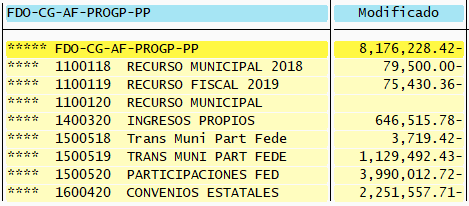 FDO-CG-AF-PROGP-PP Modificado
***** FDO-CG-AF-PROGP-PP 8,176,228.42-
**** 1100118 RECURSO MUNICIPAL 2018 79,500.00-
**** 1100119 RECURSO FISCAL 2019 75,430.36-
**** 1100120 RECURSO MUNICIPAL
**** 1400320 INGRESOS PROPIOS 646,515.78-
**** 1500518 Trans Muni Part Fede 3,719.42-
**** 1500519 TRANS MUNI PART FEDE 1,129,492.43-
**** 1500520 PARTICIPACIONES FED 3,990,012.72-
**** 1600420 CONVENIOS ESTATALES 2,251,557.71-